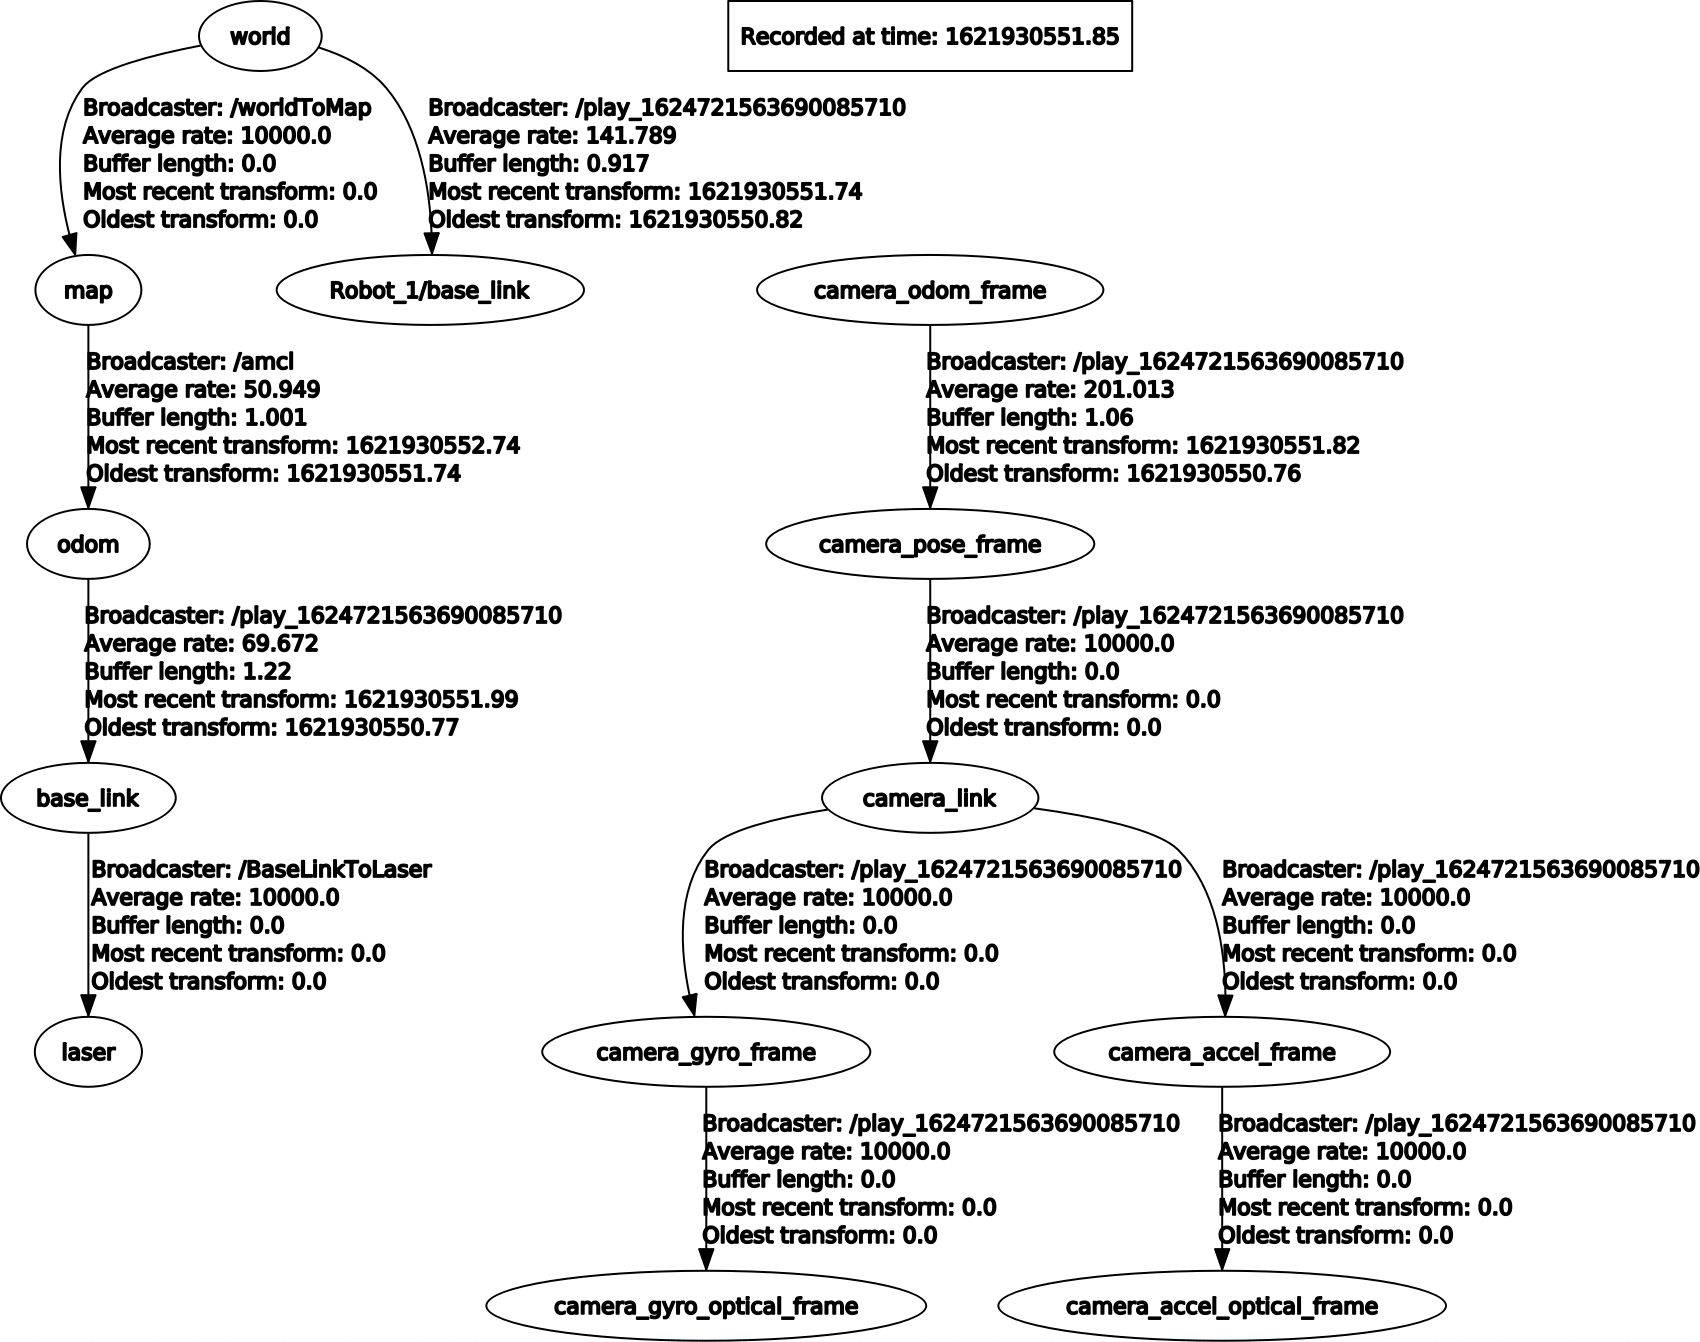 world
Recorded at time: 1621930551.85
Broadcaster: /worldToMap
Average rate: 10000.0
Buffer length: 0.0
Most recent transform: 0.0
Oldest transform: 0.0
Broadcaster: /play_1624721563690085710
Average rate: 141.789
Buffer length: 0.917
Most recent transform: 1621930551.74
Oldest transform: 1621930550.82
map
Robot_1/base_link
camera_odom_frame
Broadcaster: /amcl
Average rate: 50.949
Buffer length: 1.001
Most recent transform: 1621930552.74
Oldest transform: 1621930551.74
Broadcaster: /play_1624721563690085710
Average rate: 201.013
Buffer length: 1.06
Most recent transform: 1621930551.82
Oldest transform: 1621930550.76
odom
camera_pose_frame
Broadcaster: /play_1624721563690085710
Average rate: 69.672
Buffer length: 1.22
Most recent transform: 1621930551.99
Oldest transform: 1621930550.77
Broadcaster: /play_1624721563690085710
Average rate: 10000.0
Buffer length: 0.0
Most recent transform: 0.0
Oldest transform: 0.0
base_link
camera_link
Broadcaster: /BaseLinkToLaser
Average rate: 10000.0
Buffer length: 0.0
Most recent transform: 0.0
Oldest transform: 0.0
Broadcaster: /play_1624721563690085710
Average rate: 10000.0
Buffer length: 0.0
Most recent transform: 0.0
Oldest transform: 0.0
Broadcaster: /play_1624721563690085710
Average rate: 10000.0
Buffer length: 0.0
Most recent transform: 0.0
Oldest transform: 0.0
laser
camera_gyro_frame
camera_accel_frame
Broadcaster: /play_1624721563690085710
Average rate: 10000.0
Buffer length: 0.0
Most recent transform: 0.0
Oldest transform: 0.0
Broadcaster: /play_1624721563690085710
Average rate: 10000.0
Buffer length: 0.0
Most recent transform: 0.0
Oldest transform: 0.0
camera_gyro_optical_frame
camera_accel_optical_frame